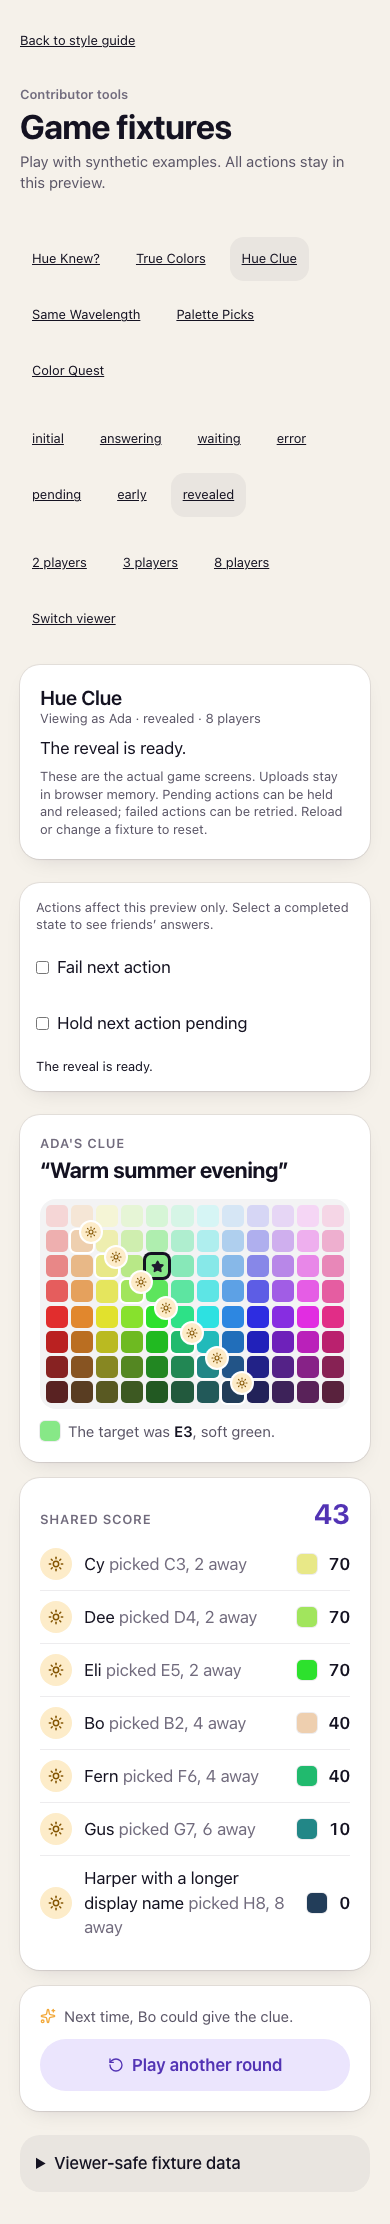 Back to style guide
Contributor tools
Game fixtures
Play with synthetic examples. All actions stay in
this preview.
Hue Knew? True Colors Hue Clue
Same Wavelength Palette Picks
Color Quest
initial answering waiting error
pending early revealed
2 players 3 players 8 players
Switch viewer
Hue Clue
Viewing as Ada · revealed · 8 players
The reveal is ready.
These are the actual game screens. Uploads stay
in browser memory. Pending actions can be held
and released; failed actions can be retried. Reload
or change a fixture to reset.
Actions affect this preview only. Select a completed
state to see friends’ answers.
Fail next action
Hold next action pending
The reveal is ready.
ADA'S CLUE
“Warm summer evening”
The target was E3, soft green.
SHARED SCORE 43
Cy picked C3, 2 away 70
Dee picked D4, 2 away 70
Eli picked E5, 2 away 70
Bo picked B2, 4 away 40
Fern picked F6, 4 away 40
Gus picked G7, 6 away 10
Harper with a longer
display name picked H8, 8 0
away
Next time, Bo could give the clue.
Play another round
Viewer-safe fixture data